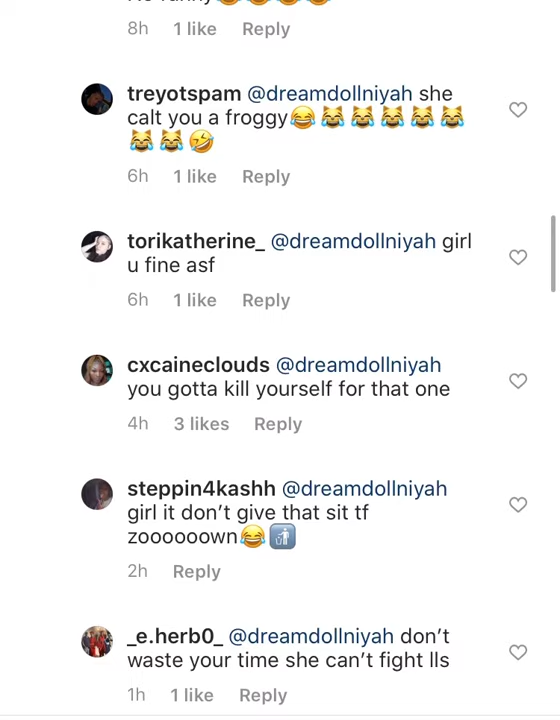 8h 1 like Reply
treyotspam @dreamdollniyah she
calt you a froggy😂😹😹😹😹😹
😹😹🤣
6h 1 like Reply
torikatherine_ @dreamdollniyah girl
u fine asf
6h 1 like Reply
cxcaineclouds @dreamdollniyah
you gotta kill yourself for that one
4h 3 likes Reply
steppin4kashh @dreamdollniyah
girl it don’t give that sit tf
zoooooown😂🚮
2h Reply
_e.herb0_ @dreamdollniyah don’t
waste your time she can’t fight lls
1h 1 like Reply